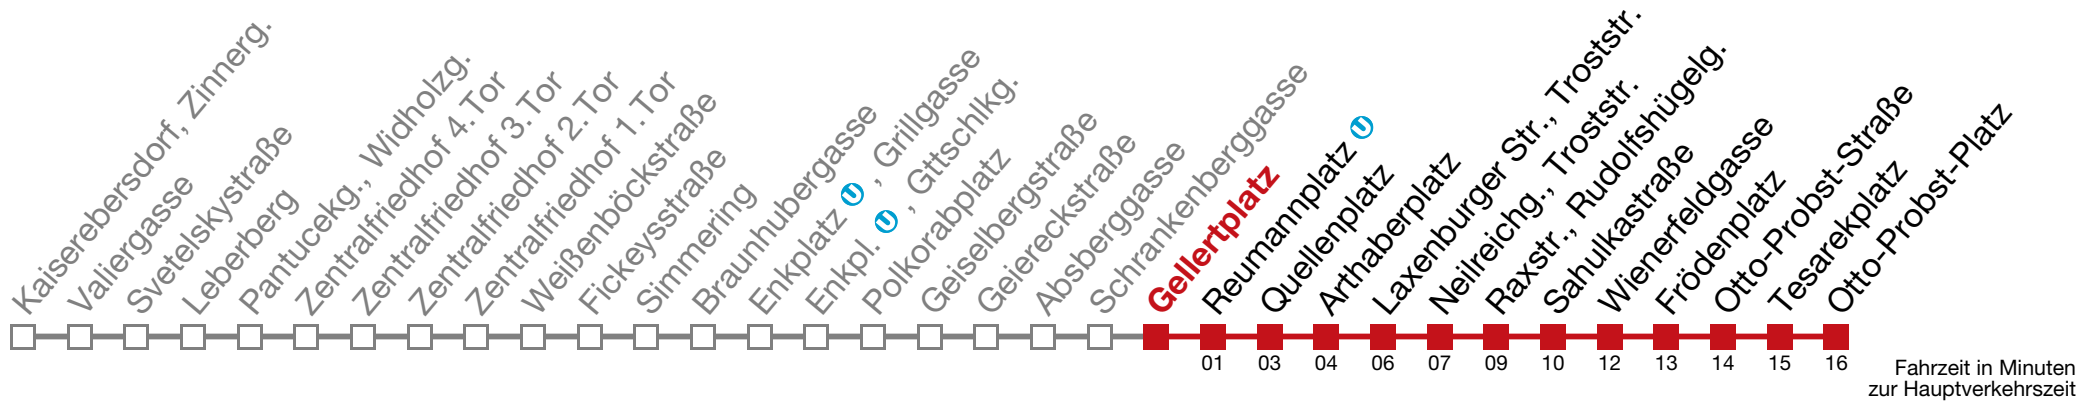 Kaiserebersdorf, Zinnerg.
Valiergasse
Svetelskystraße
Leberberg
Pantucekg., Widholzg.
Zentralfriedhof 4.Tor
Zentralfriedhof 3.Tor
Zentralfriedhof 2.Tor
Zentralfriedhof 1.Tor
Weißenböckstraße
Fickeysstraße
Simmering
Braunhubergasse
Enkplatz U , Grillgasse
Enkpl. U , Gttschlkg.
Polkorabplatz
Geiselbergstraße
Geiereckstraße
Absberggasse
Schrankenberggasse
Gellertplatz
Reumannplatz U
Quellenplatz
Arthaberplatz
Laxenburger Str., Troststr.
Neilreichg., Troststr.
Raxstr., Rudolfshügelg.
Sahulkastraße
Wienerfeldgasse
Frödenplatz
Otto-Probst-Straße
Tesarekplatz
Otto-Probst-Platz
01 03 04 06 07 09 10 12 13 14 15 16
Fahrzeit in Minuten
zur Hauptverkehrszeit